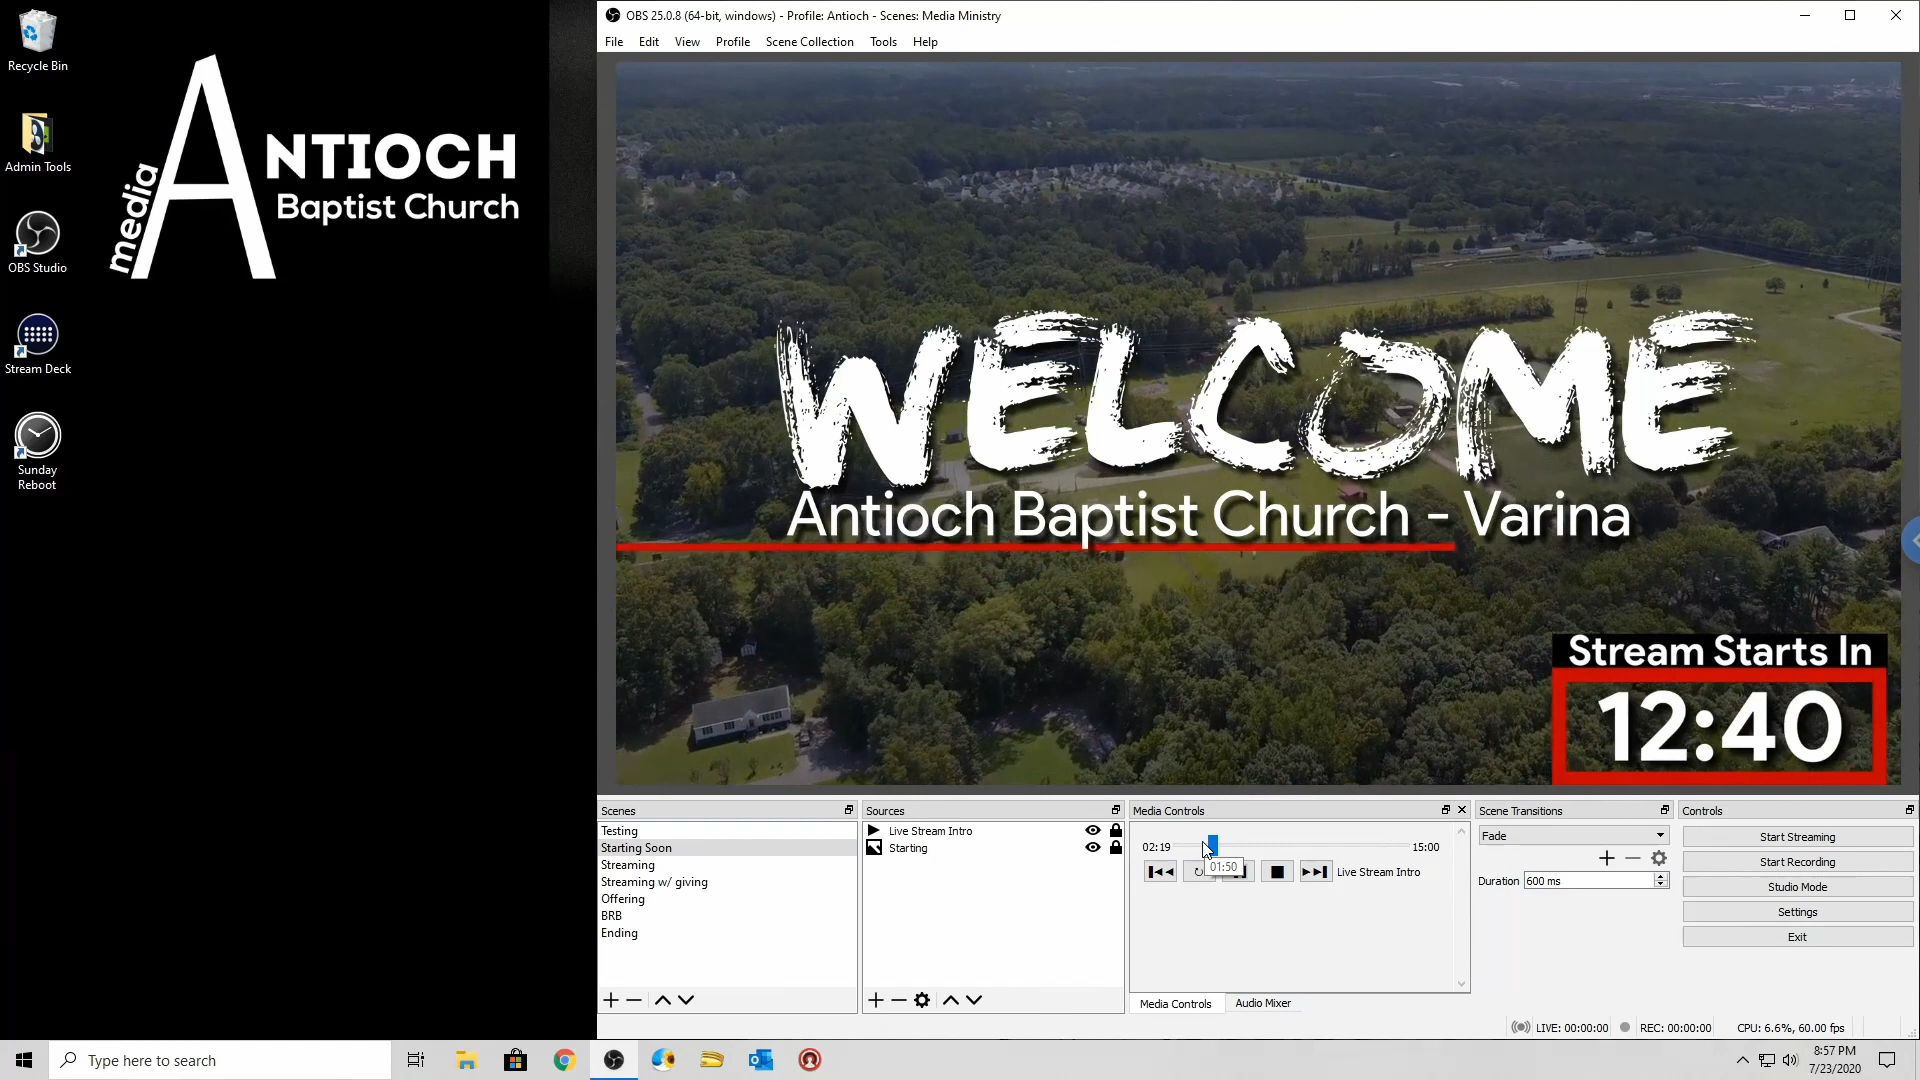 Recycle Bin
Admin Tools
OBS Studio
Stream Deck
Sunday
Reboot
media
ANTIOCH
Baptist Church
OBS 25.0.8 (64-bit, windows) - Profile: Antioch - Scenes: Media Ministry
File Edit View Profile Scene Collection Tools Help
WELCOME
Antioch Baptist Church - Varina
Stream Starts In
12:40
Scenes
Testing
Starting Soon
Streaming
Streaming w/ giving
Offering
BRB
Ending
Sources
Live Stream Intro
Starting
Media Controls
02:19
15:00
01:50
Live Stream Intro
Media Controls Audio Mixer
Scene Transitions
Fade
Duration 600 ms
Controls
Start Streaming
Start Recording
Studio Mode
Settings
Exit
LIVE: 00:00:00 REC: 00:00:00 CPU: 6.6%, 60.00 fps
Type here to search
8:57 PM
7/23/2020